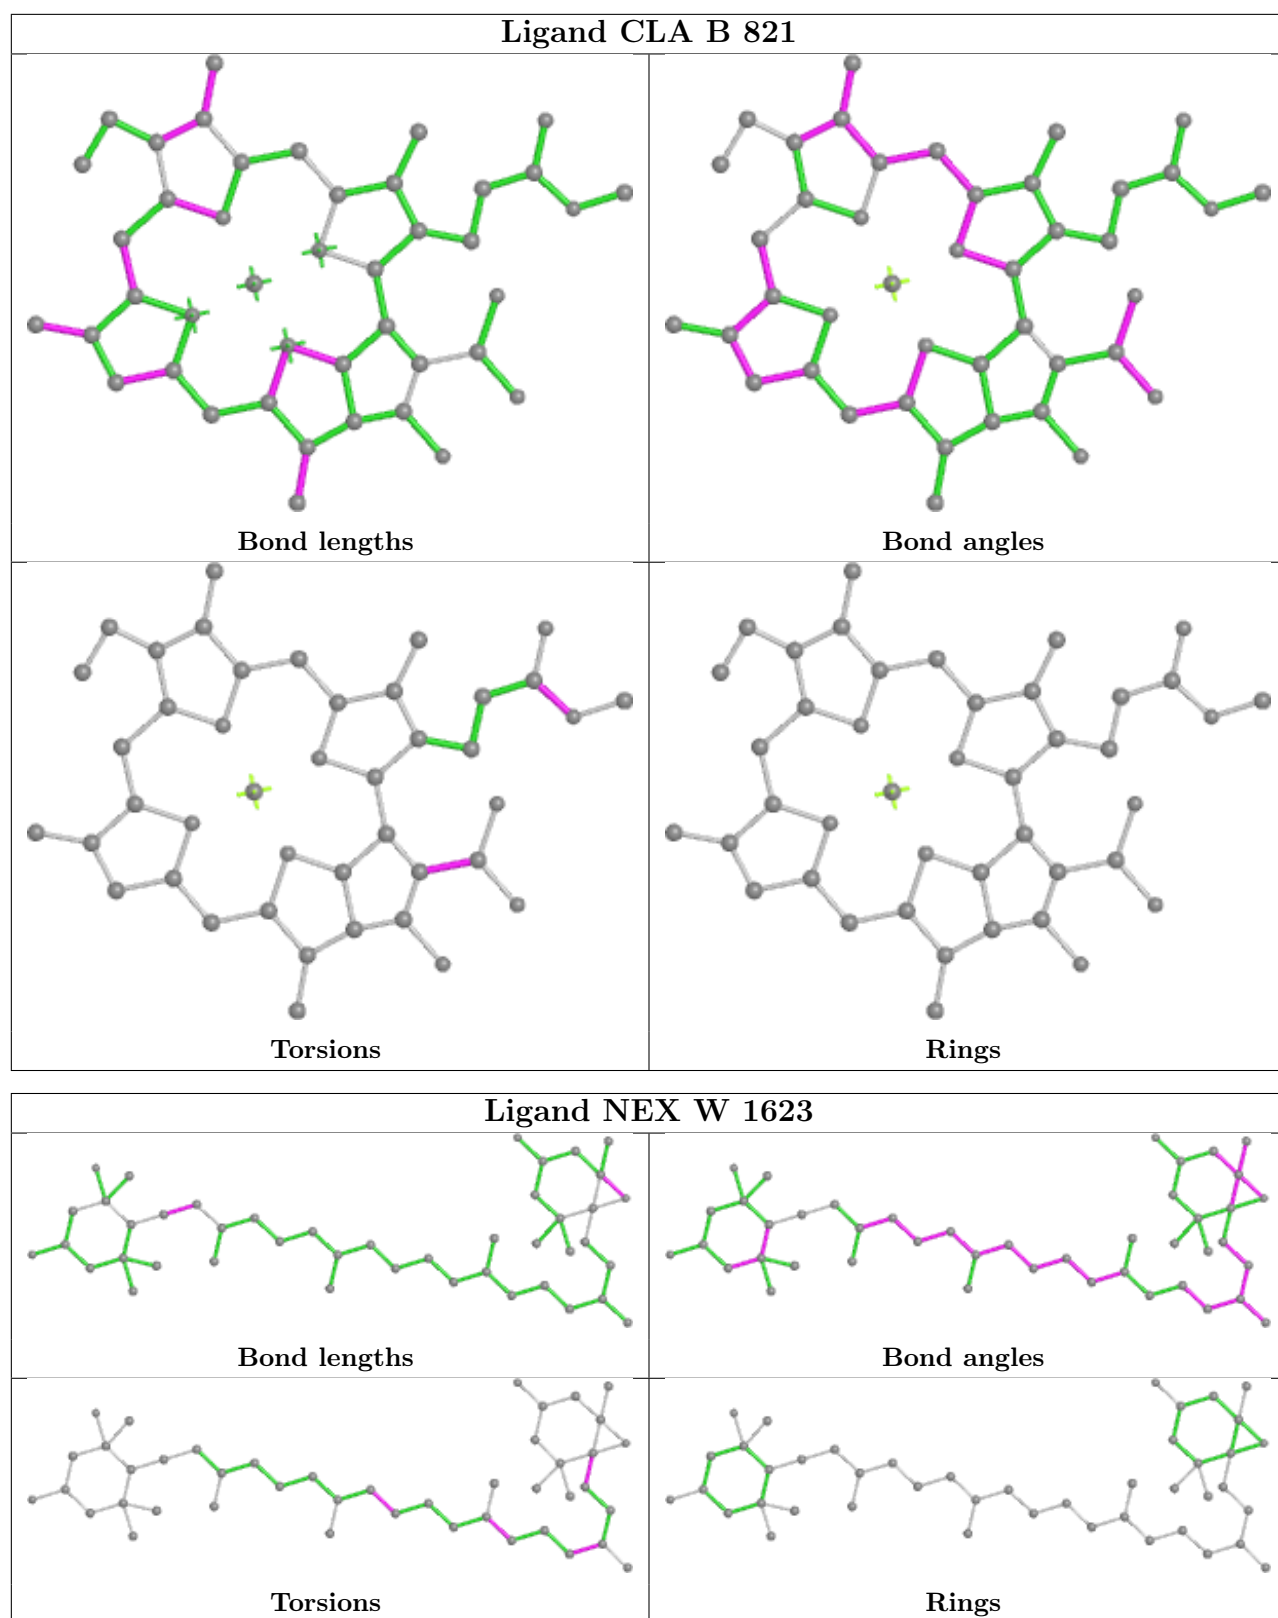 Ligand CLA B 821
Bond lengths
Bond angles
Torsions
Rings
Ligand NEX W 1623
Bond lengths
Bond angles
Torsions
Rings